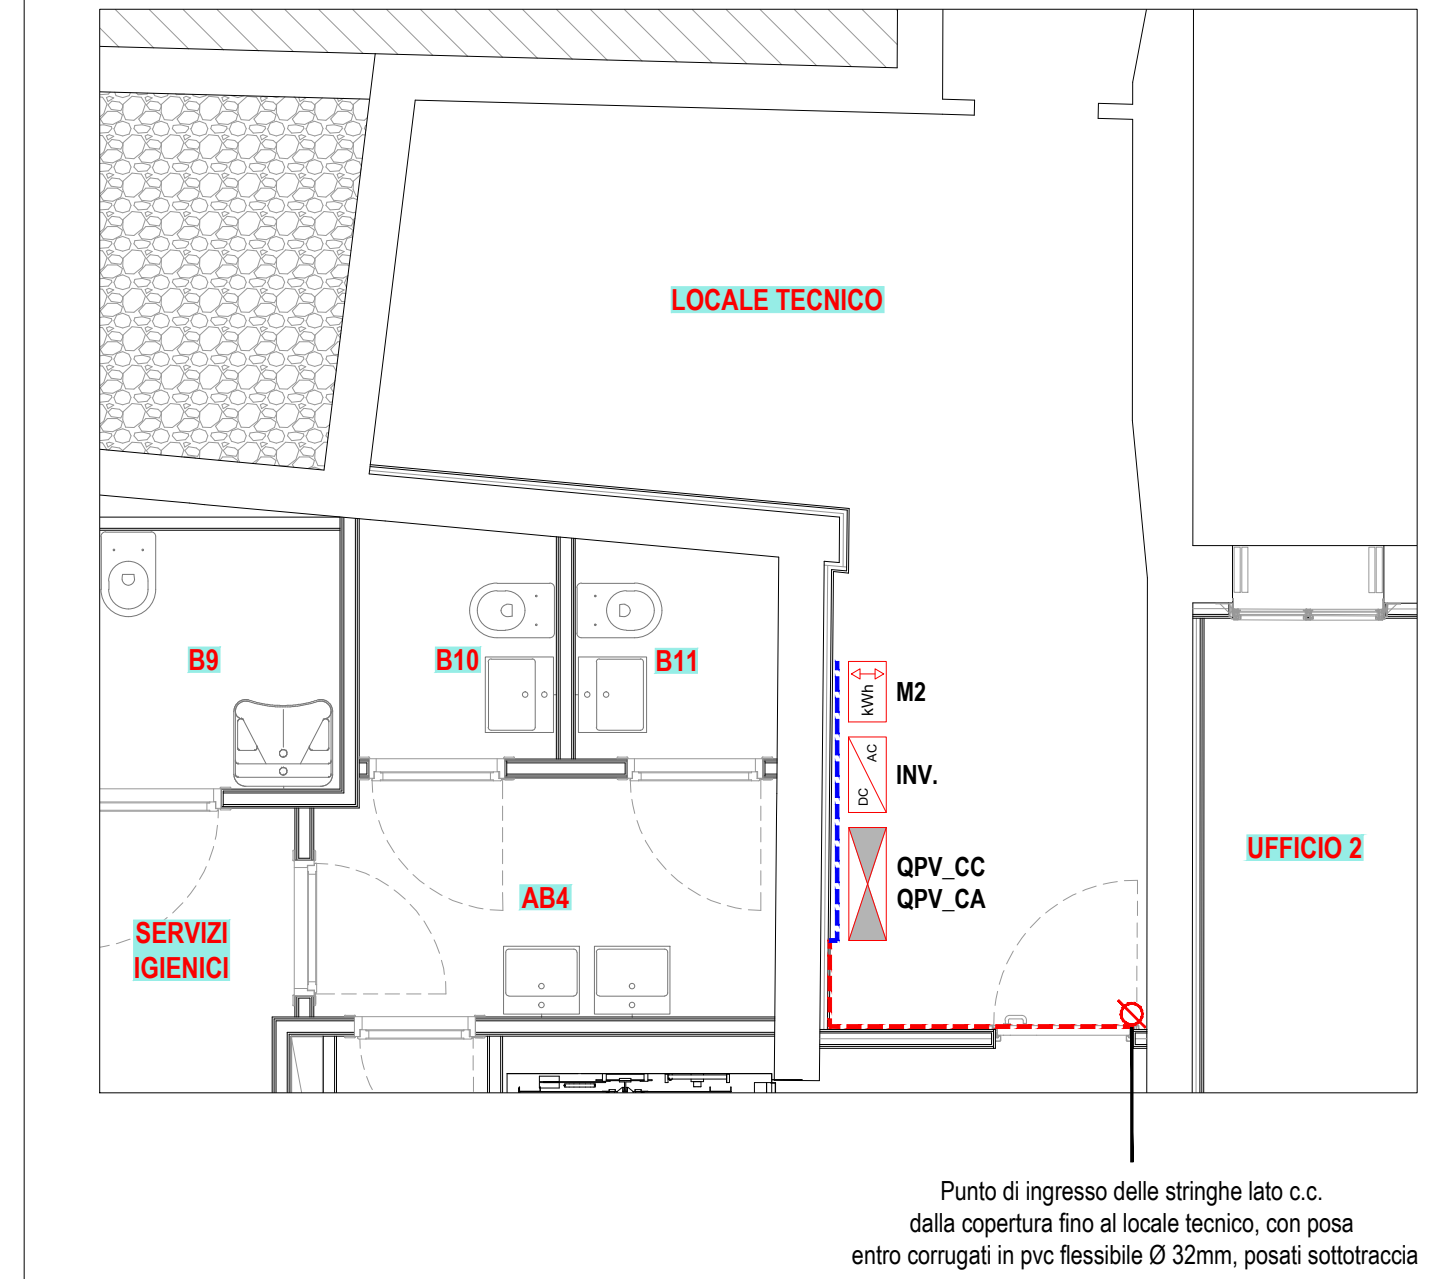 LOCALE TECNICO
B9
B10
B11
kWh
M2
AC
DC
INV.
QPV_CC
QPV_CA
UFFICIO 2
AB4
SERVIZI
IGIENICI
Punto di ingresso delle stringhe lato c.c.
dalla copertura fino al locale tecnico, con posa
entro corrugati in pvc flessibile Ø 32mm, posati sottotraccia